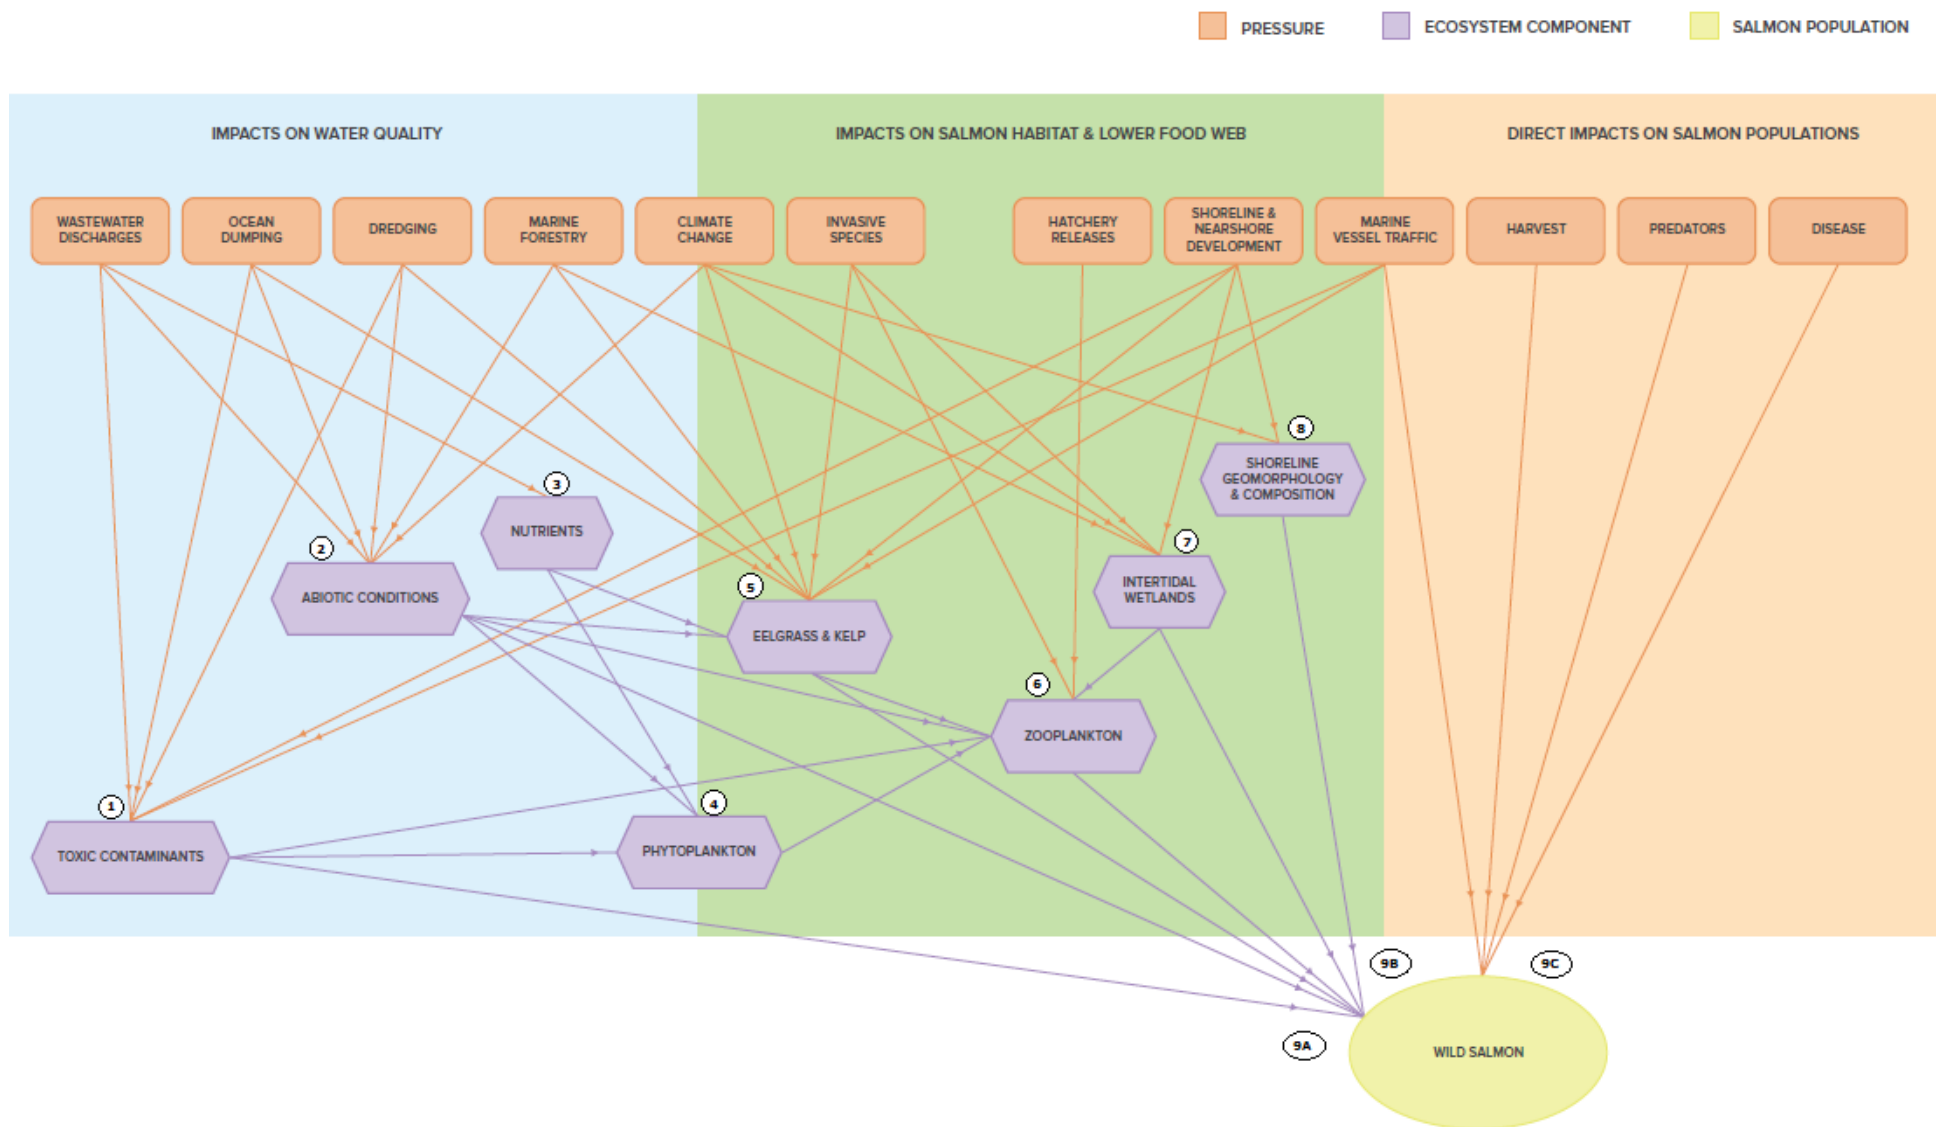 PRESSURE
ECOSYSTEM COMPONENT
SALMON POPULATION
IMPACTS ON WATER QUALITY
IMPACTS ON SALMON HABITAT & LOWER FOOD WEB
DIRECT IMPACTS ON SALMON POPULATIONS
WASTEWATER
DISCHARGES
OCEAN
DUMPING
DREDGING
MARINE
FORESTRY
CLIMATE
CHANGE
INVASIVE
SPECIES
HATCHERY
RELEASES
SHORELINE &
NEARSHORE
DEVELOPMENT
MARINE
VESSEL TRAFFIC
HARVEST
PREDATORS
DISEASE
8
SHORELINE
GEOMORPHOLOGY
& COMPOSITION
3
NUTRIENTS
2
ABIOTIC CONDITIONS
7
INTERTIDAL
WETLANDS
5
EELGRASS & KELP
6
ZOOPLANKTON
1
TOXIC CONTAMINANTS
4
PHYTOPLANKTON
9B
9C
9A
WILD SALMON